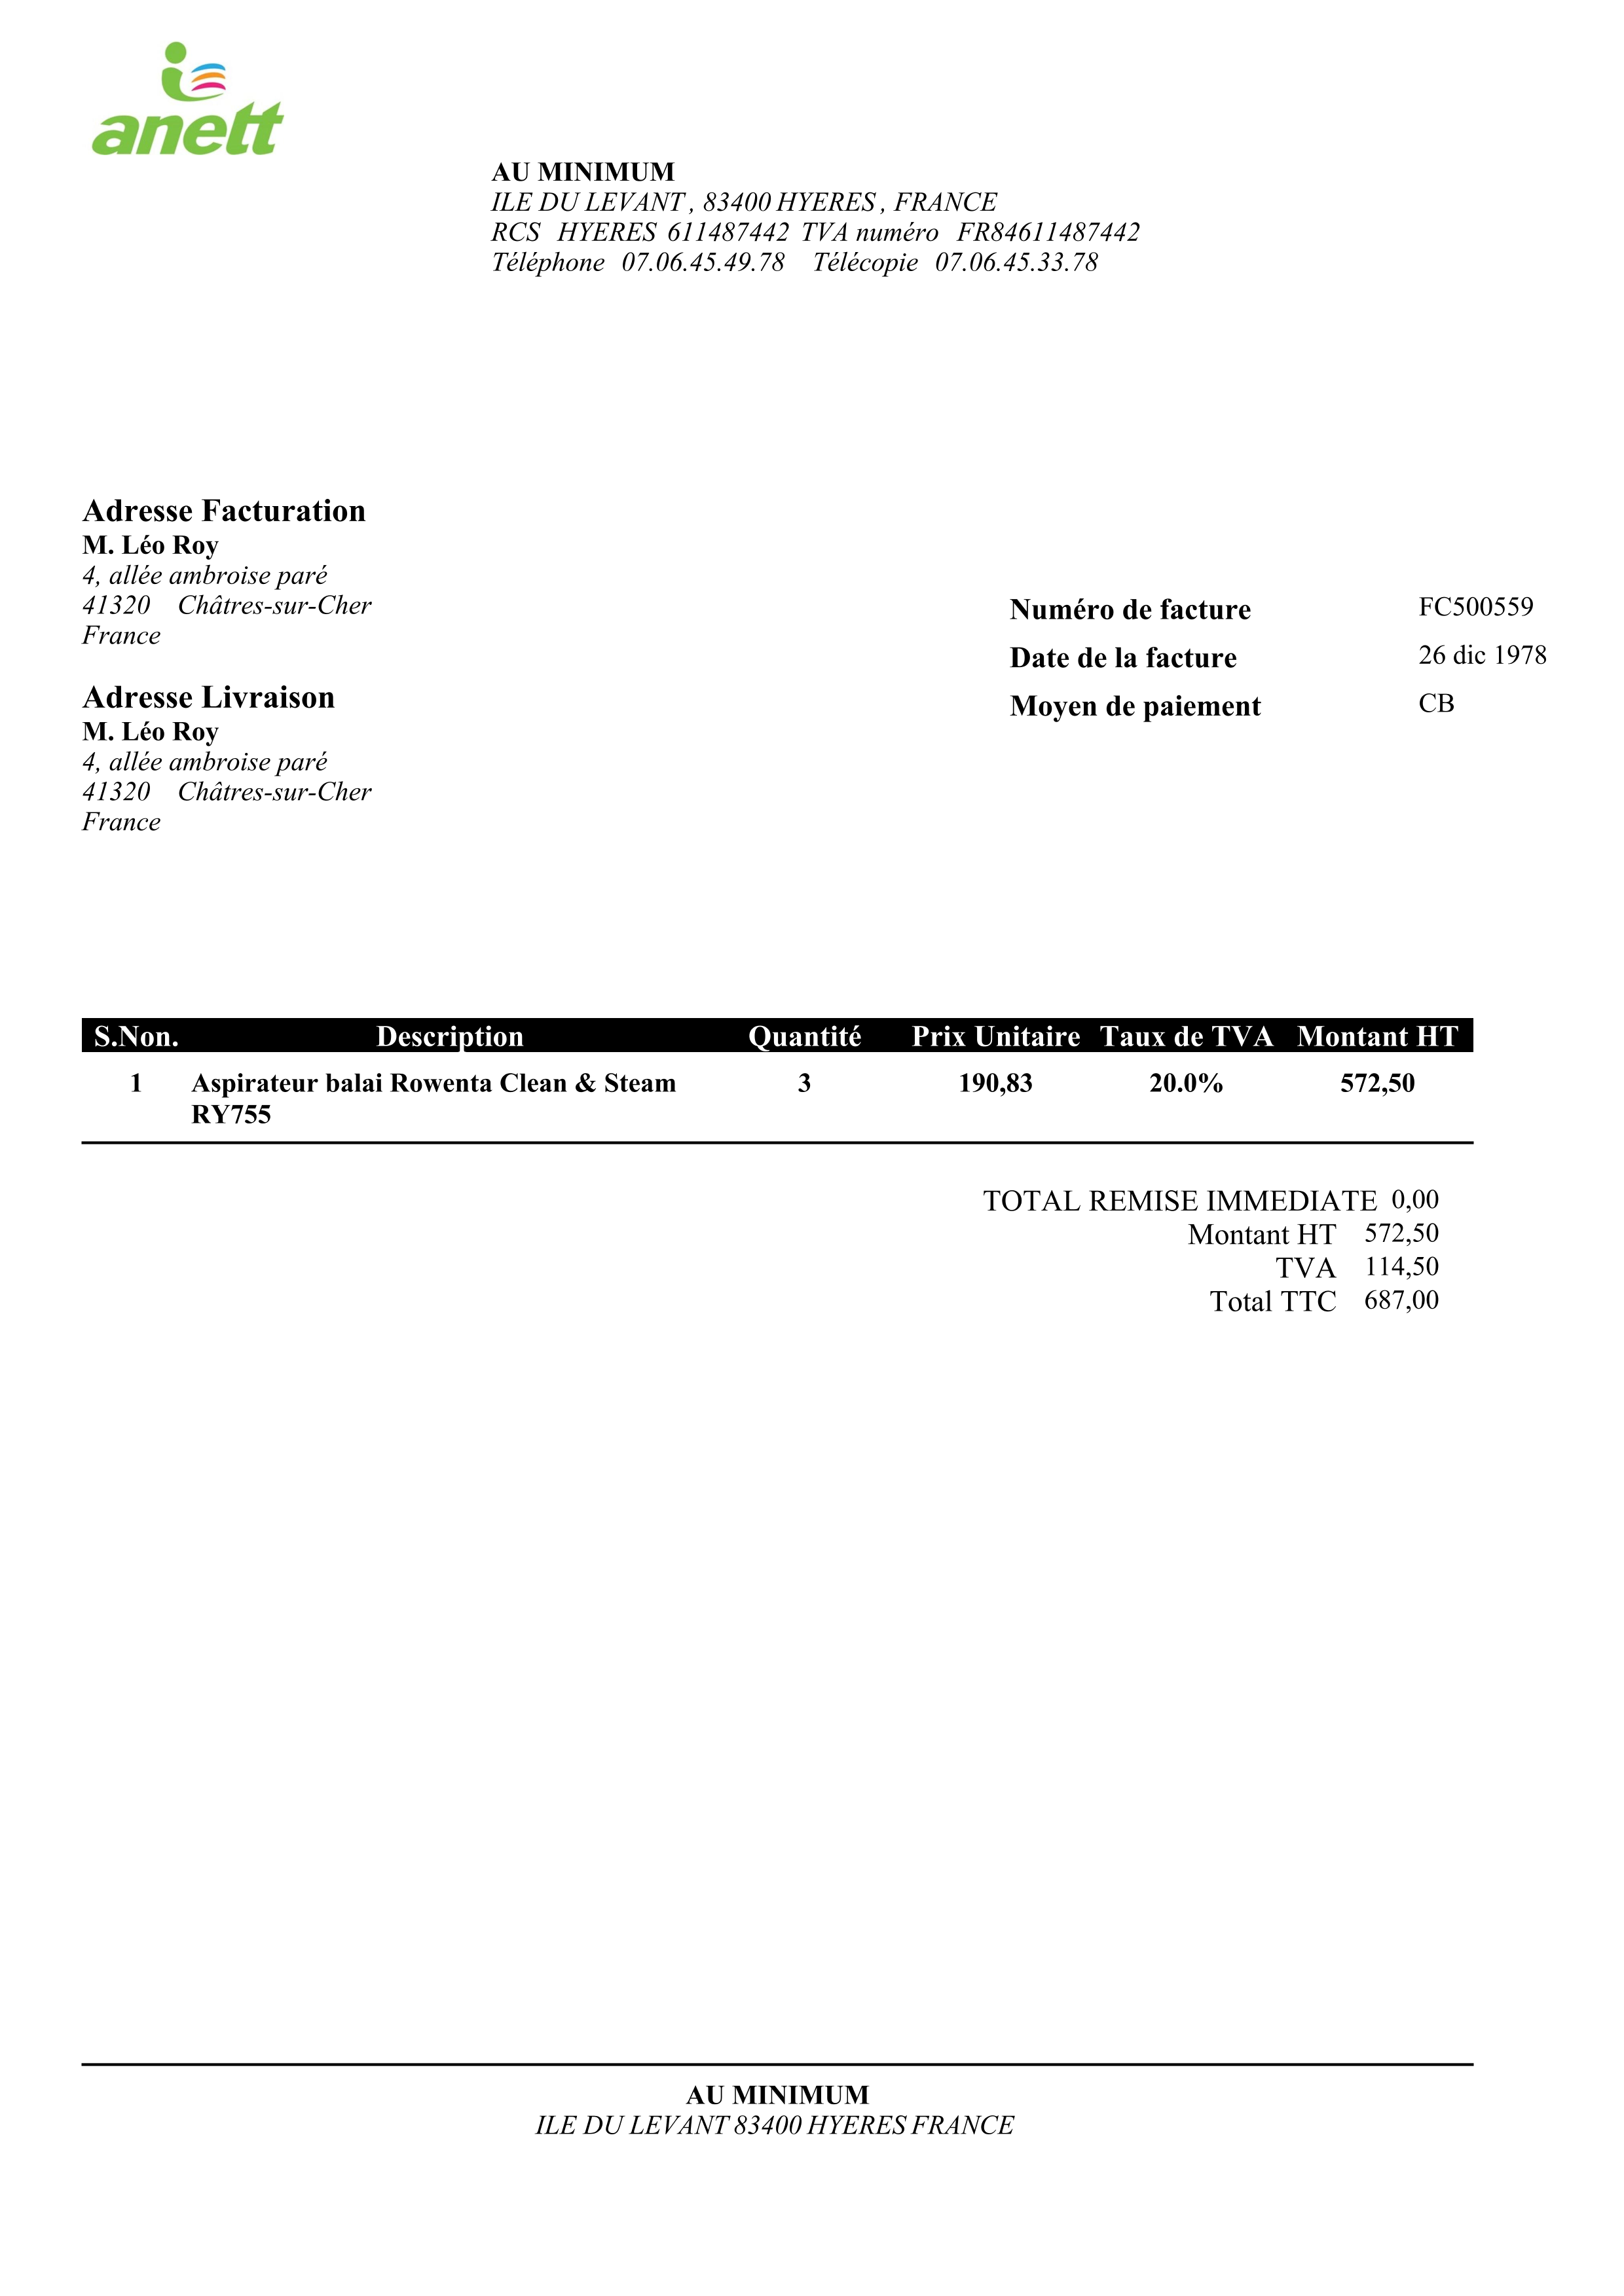 anett
AU MINIMUM
ILE DU LEVANT , 83400 HYERES , FRANCE
RCS HYERES 611487442 TVA numéro FR84611487442
Téléphone 07.06.45.49.78 Télécopie 07.06.45.33.78
Adresse Facturation
M. Léo Roy
4, allée ambroise paré
41320 Châtres-sur-Cher
France
Numéro de facture FC500559
Date de la facture 26 dic 1978
Moyen de paiement CB
Adresse Livraison
M. Léo Roy
4, allée ambroise paré
41320 Châtres-sur-Cher
France
S.Non. Description Quantité Prix Unitaire Taux de TVA Montant HT
1 Aspirateur balai Rowenta Clean & Steam 3 190,83 20.0% 572,50
RY755
TOTAL REMISE IMMEDIATE 0,00
Montant HT 572,50
TVA 114,50
Total TTC 687,00
AU MINIMUM
ILE DU LEVANT 83400 HYERES FRANCE